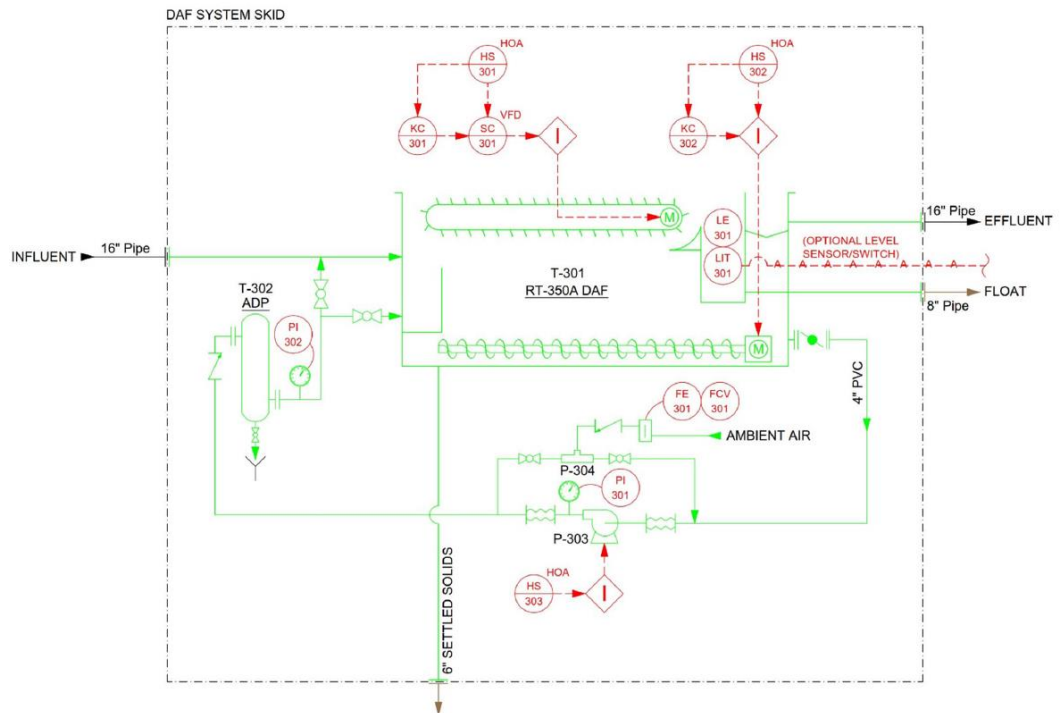 DAF SYSTEM SKID
HOA
HS
301
HOA
HS
302
KC
301
VFD
SC
301
I
KC
302
I
M
LE
301
LIT
301
16" Pipe
EFFLUENT
(OPTIONAL LEVEL
SENSOR/SWITCH)
A A A A A A A
INFLUENT
16" Pipe
T-301
RT-350A DAF
FLOAT
8" Pipe
T-302
ADP
PI
302
M
4" PVC
FE
301
FCV
301
AMBIENT AIR
P-304
PI
301
P-303
HOA
HS
303
I
6" SETTLED SOLIDS